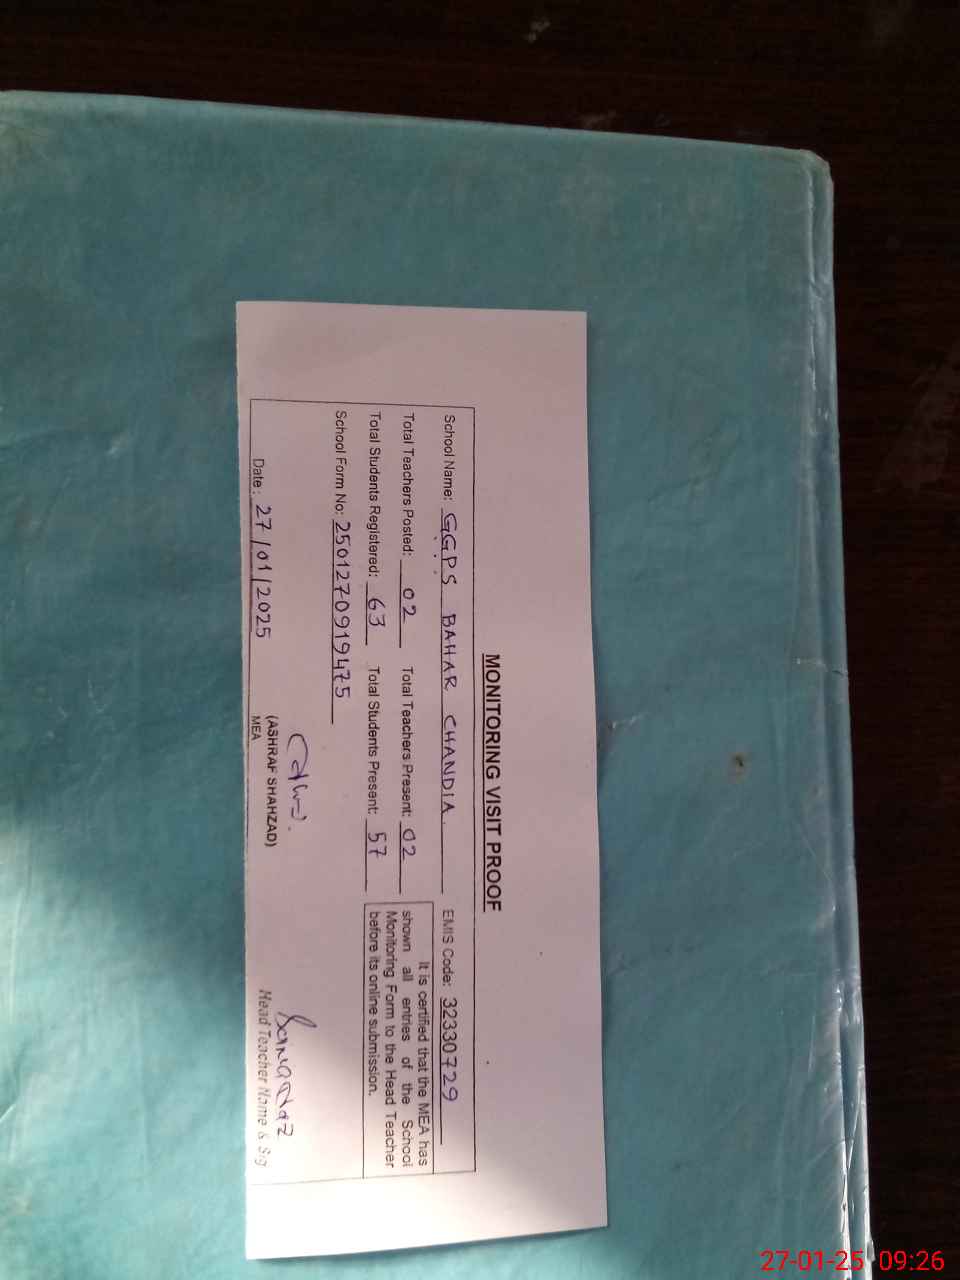 MONITORING VISIT PROOF
School Name: GGPS BAHAR CHANDIA. EMIS Code: 32330729
Total Teachers Posted: 02 Total Teachers Present: 02
Total Students Registered: 63 Total Students Present: 57
It is certified that the MEA has
shown all entries of the School
Monitoring Form to the Head Teacher
before its online submission.
School Form No: 2501270919475
Date: 27/01/2025
(ASHRAF SHAHZAD)
MEA
Head Teacher Name & Sig
27-01-25 09:26